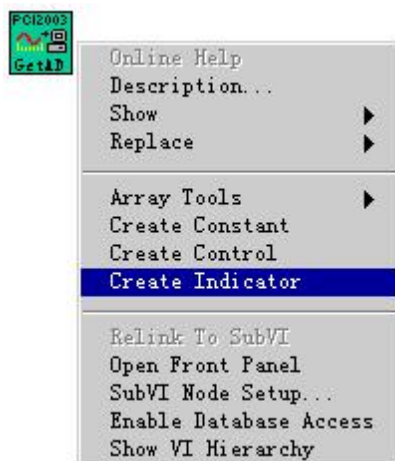 PCI2003
GetAD
Online Help
Description...
Show
Replace
Array Tools
Create Constant
Create Control
Create Indicator
Relink To SubVI
Open Front Panel
SubVI Node Setup...
Enable Database Access
Show VI Hierarchy